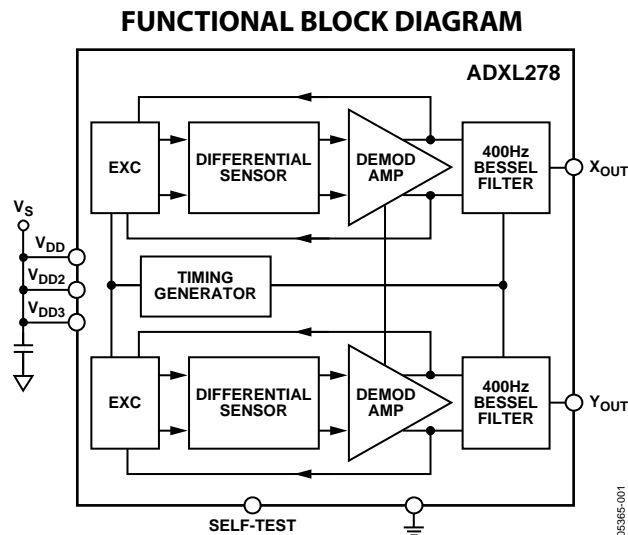 FUNCTIONAL BLOCK DIAGRAM
ADXL278
EXC
DIFFERENTIAL
SENSOR
DEMOD
AMP
400Hz
BESSEL
FILTER
XOUT
VS
VDD
VDD2
VDD3
TIMING
GENERATOR
EXC
DIFFERENTIAL
SENSOR
DEMOD
AMP
400Hz
BESSEL
FILTER
YOUT
SELF-TEST
05365-001